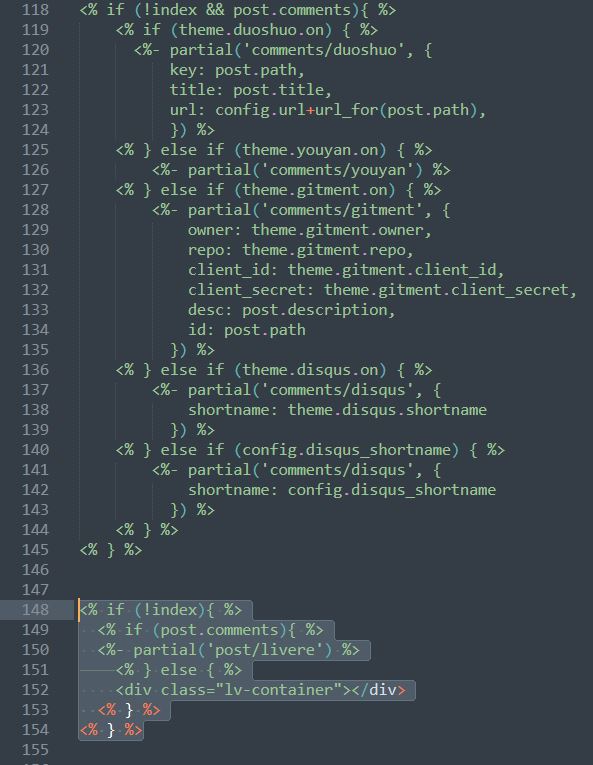 118 <% if (!index && post.comments){ %>
119     <% if (theme.duoshuo.on) { %>
120       <%- partial('comments/duoshuo', {
121           key: post.path,
122           title: post.title,
123           url: config.url+url_for(post.path),
124           }) %>
125     <% } else if (theme.youyan.on) { %>
126         <%- partial('comments/youyan') %>
127     <% } else if (theme.gitment.on) { %>
128         <%- partial('comments/gitment', {
129             owner: theme.gitment.owner,
130             repo: theme.gitment.repo,
131             client_id: theme.gitment.client_id,
132             client_secret: theme.gitment.client_secret,
133             desc: post.description,
134             id: post.path
135           }) %>
136     <% } else if (theme.disqus.on) { %>
137         <%- partial('comments/disqus', {
138             shortname: theme.disqus.shortname
139           }) %>
140     <% } else if (config.disqus_shortname) { %>
141         <%- partial('comments/disqus', {
142             shortname: config.disqus_shortname
143           }) %>
144     <% } %>
145 <% } %>
146
147
148 <% if (!index){ %>
149   <% if (post.comments){ %>
150   <%- partial('post/livere') %>
151     <% } else { %>
152     <div class="lv-container"></div>
153   <% } %>
154 <% } %>
155